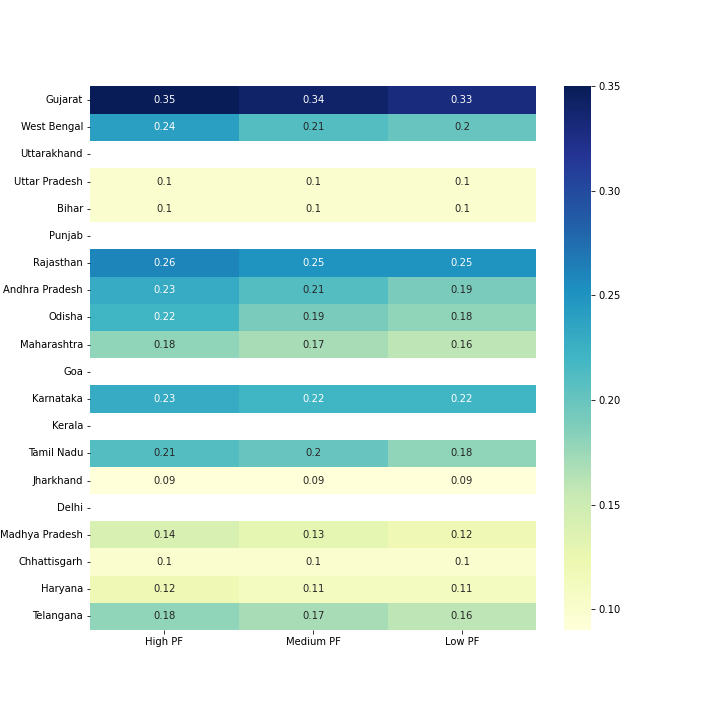 Gujarat 0.35 0.34 0.33
West Bengal 0.24 0.21 0.2
Uttarakhand
Uttar Pradesh 0.1 0.1 0.1
Bihar 0.1 0.1 0.1
Punjab
Rajasthan 0.26 0.25 0.25
Andhra Pradesh 0.23 0.21 0.19
Odisha 0.22 0.19 0.18
Maharashtra 0.18 0.17 0.16
Goa
Karnataka 0.23 0.22 0.22
Kerala
Tamil Nadu 0.21 0.2 0.18
Jharkhand 0.09 0.09 0.09
Delhi
Madhya Pradesh 0.14 0.13 0.12
Chhattisgarh 0.1 0.1 0.1
Haryana 0.12 0.11 0.11
Telangana 0.18 0.17 0.16
High PF Medium PF Low PF
0.35
0.30
0.25
0.20
0.15
0.10